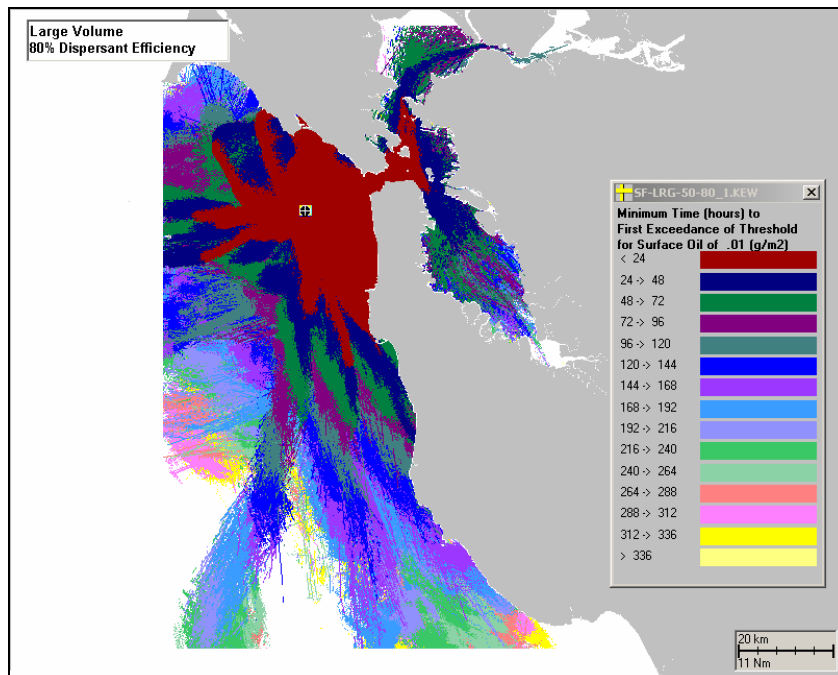 Large Volume
80% Dispersant Efficiency
SF-LRG-50-80_1.KEW
Minimum Time (hours) to
First Exceedance of Threshold
for Surface Oil of .01 (g/m2)
< 24
24 -> 48
48 -> 72
72 -> 96
96 -> 120
120 -> 144
144 -> 168
168 -> 192
192 -> 216
216 -> 240
240 -> 264
264 -> 288
288 -> 312
312 -> 336
> 336
20 km
11 Nm